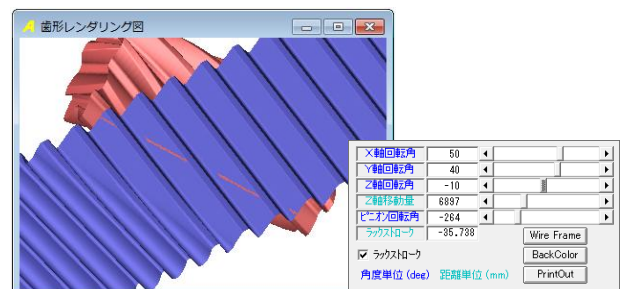 歯形レンダリング図
X軸回転角 50
Y軸回転角 40
Z軸回転角 -10
Z軸移動量 6897
ピニオン回転角 -264
ラックストローク -35.738
Wire Frame
ラックストローク
BackColor
角度単位 (deg) 距離単位 (mm)
PrintOut